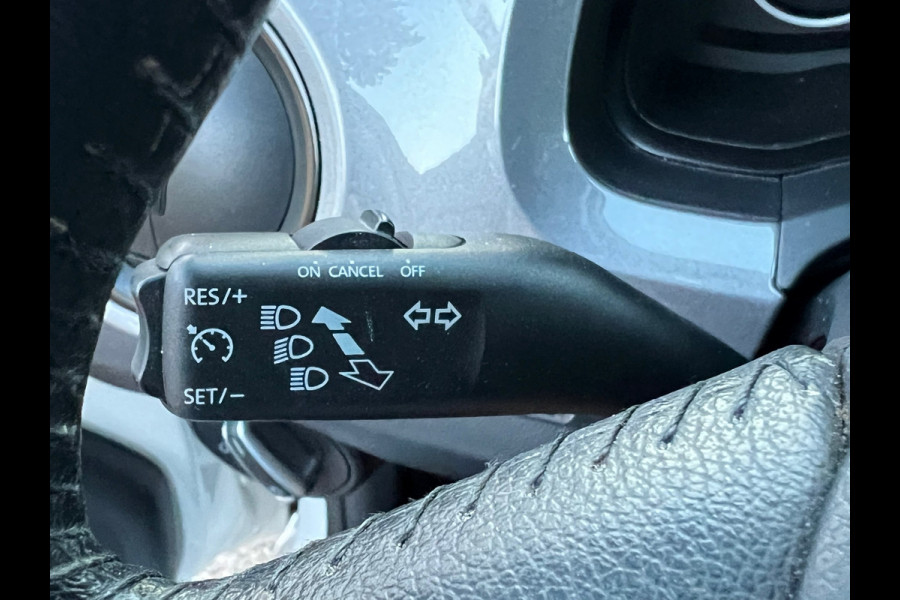 ON CANCEL OFF
RES/+
SET/-